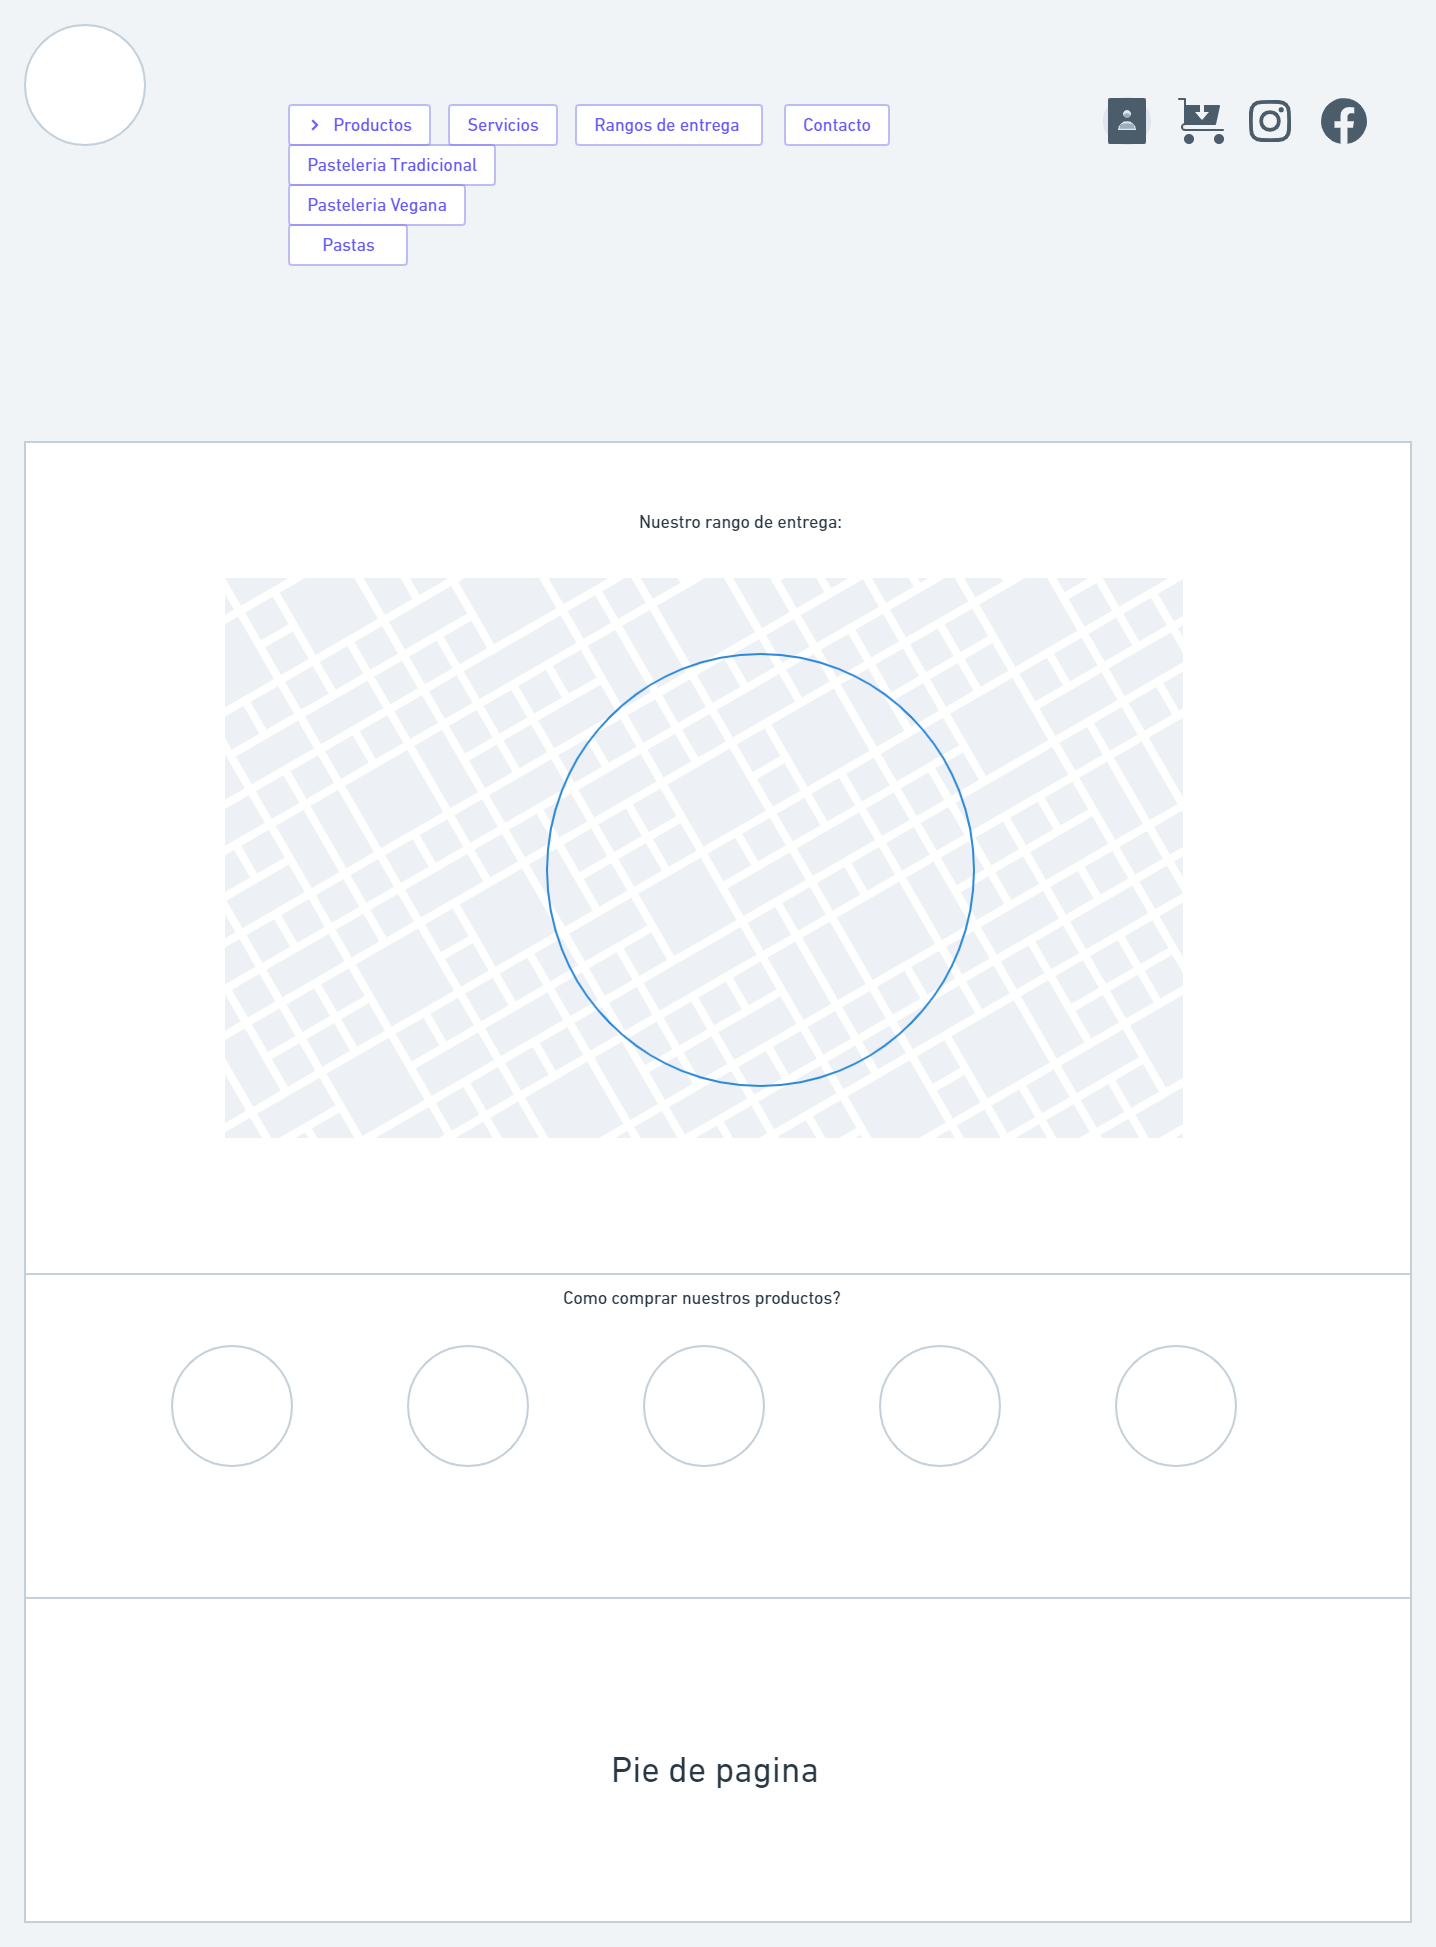 Productos
Servicios
Rangos de entrega
Contacto
Pasteleria Tradicional
Pasteleria Vegana
Pastas
Nuestro rango de entrega:
Como comprar nuestros productos?
Pie de pagina